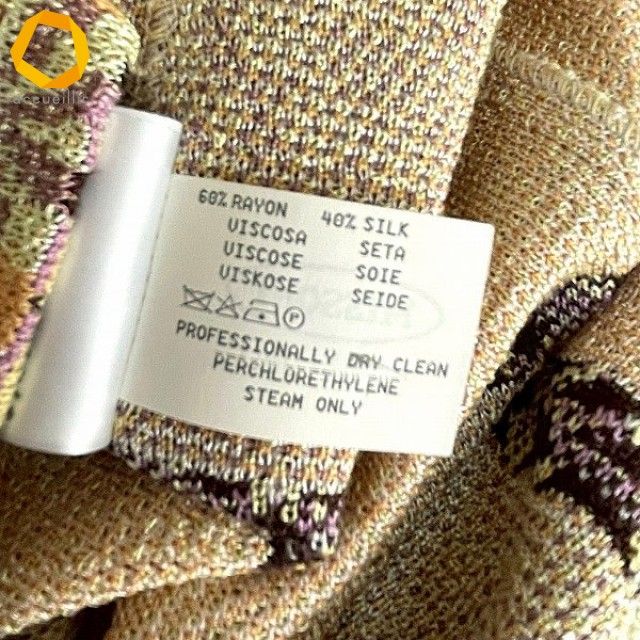 60% RAYON 40% SILK
VISCOSA SETA
VISCOSE SOIE
VISKOSE SEIDE
P
PROFESSIONALLY DRY CLEAN
PERCHLORETHYLENE
STEAM ONLY